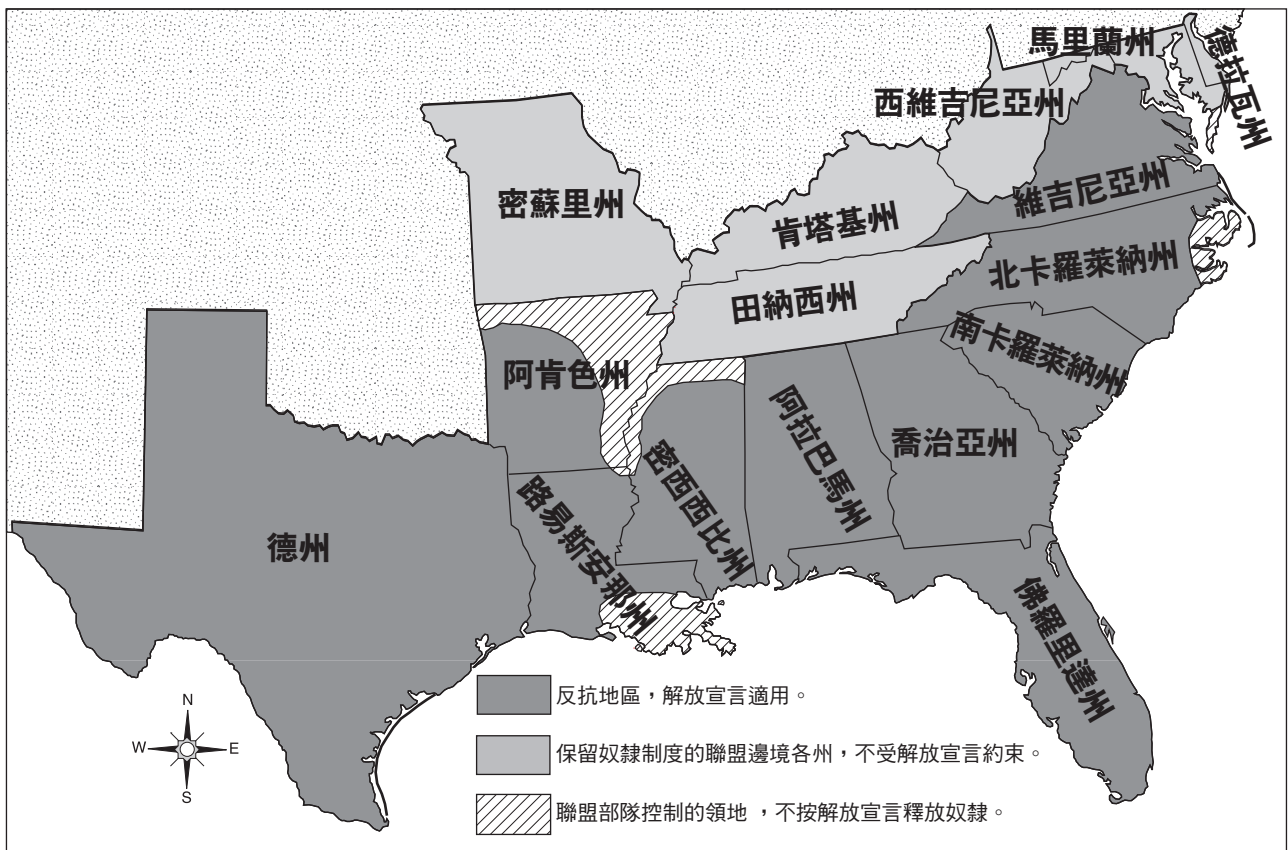 馬里蘭州
德拉瓦州
西維吉尼亞州
密蘇里州
肯塔基州
維吉尼亞州
北卡羅萊納州
田納西州
南卡羅萊納州
阿肯色州
阿拉巴馬州
喬治亞州
密西西比州
路易斯安那州
德州
佛羅里達州
N
W
E
S
反抗地區，解放宣言適用。
保留奴隸制度的聯盟邊境各州，不受解放宣言約束。
聯盟部隊控制的領地 ，不按解放宣言釋放奴隸。